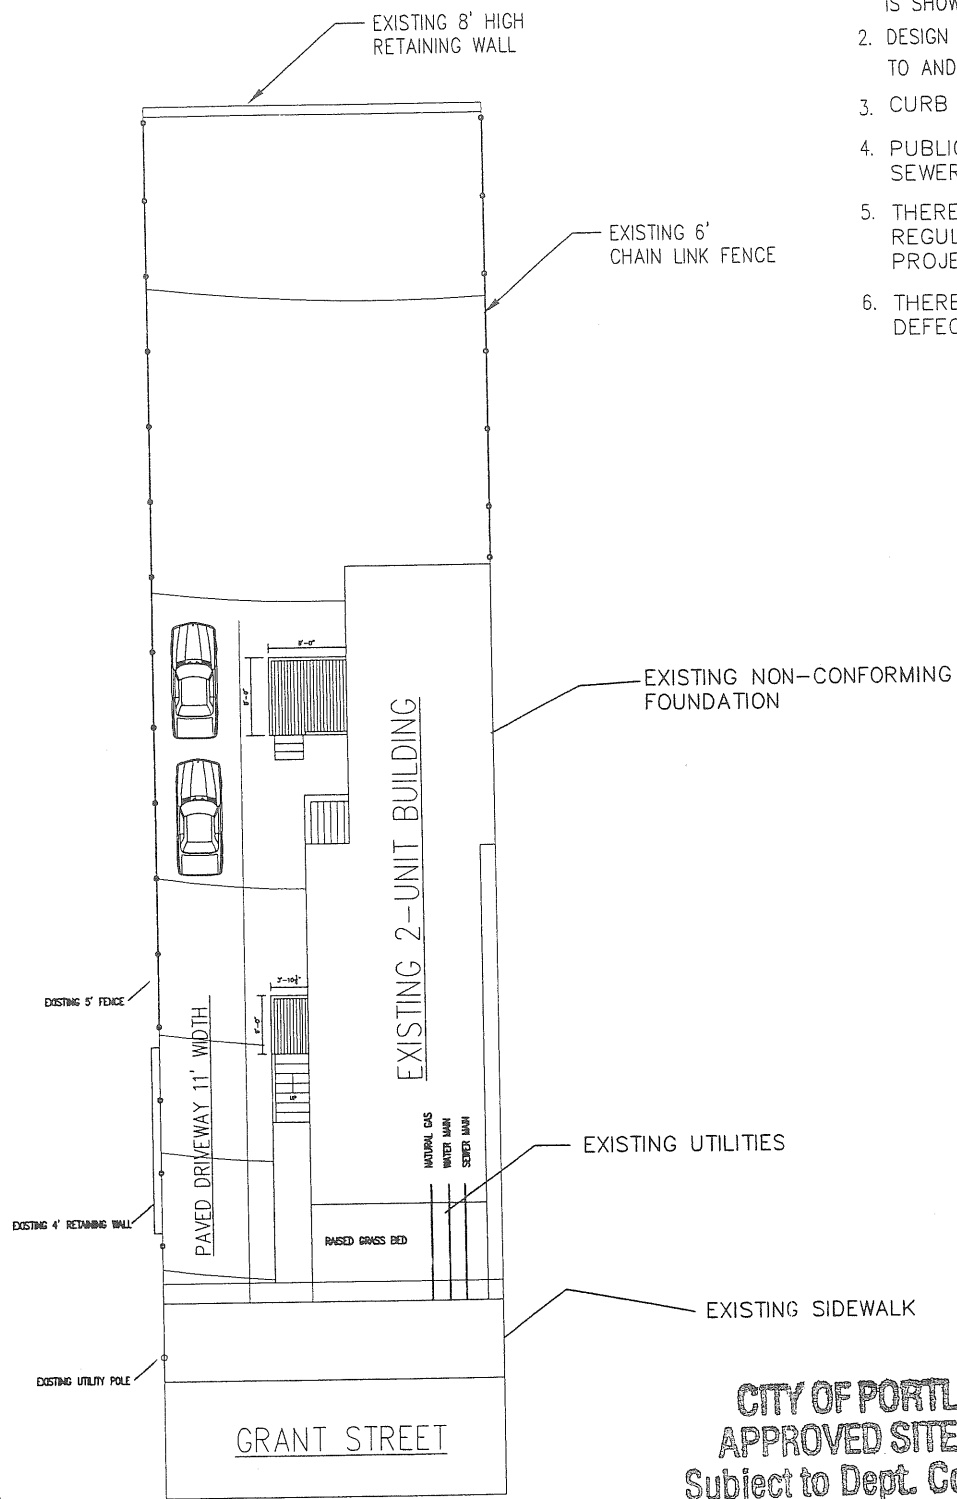 EXISTING 8' HIGH
RETAINING WALL
IS SHOW
2. DESIGN
TO AND
3. CURB
4. PUBLIC
SEWER
5. THERE
REGUL
PROJE
6. THERE
DEFEC
EXISTING 6'
CHAIN LINK FENCE
EXISTING NON-CONFORMING
FOUNDATION
EXISTING 2-UNIT BUILDING
EXISTING 5' FENCE
PAVED DRIVEWAY 11' WIDTH
UP
NATURAL GAS
WATER MAIN
SEWER MAIN
EXISTING UTILITIES
EXISTING 4' RETAINING WALL
RAISED GRASS BED
EXISTING SIDEWALK
EXISTING UTILITY POLE
GRANT STREET
CITY OF PORTL
APPROVED SITE
Subject to Dept. Co